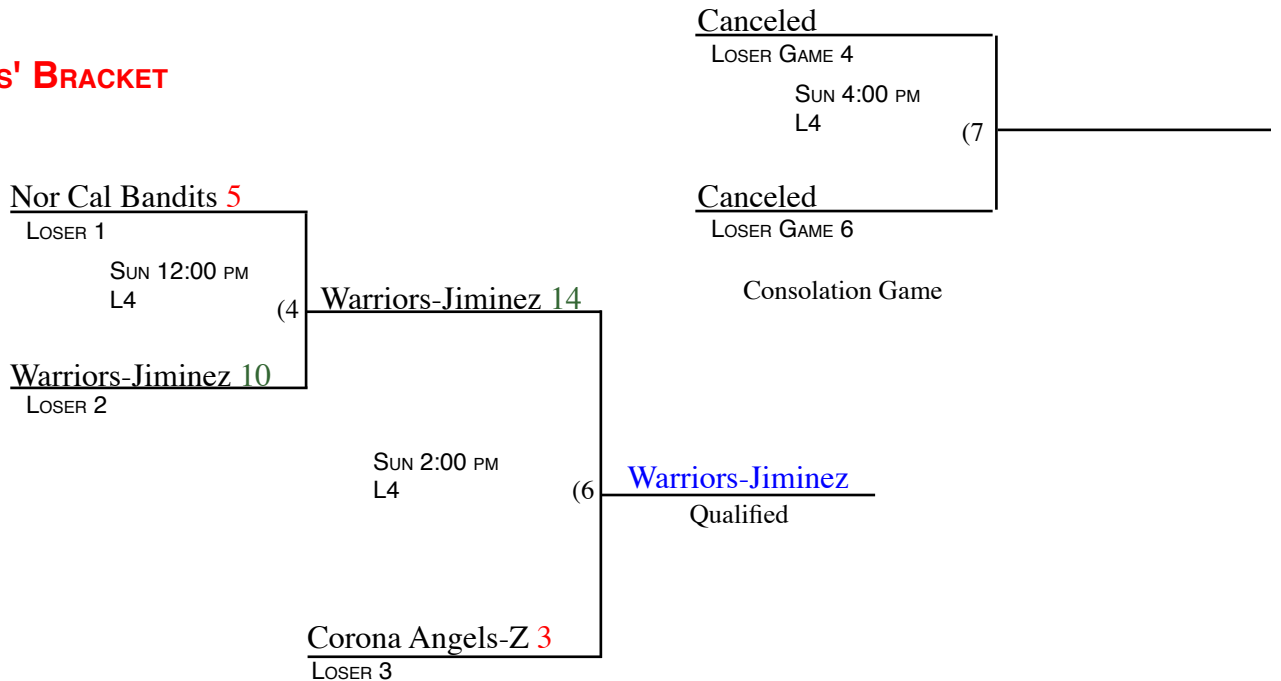 Canceled
Loser Game 4
s' Bracket
Sun 4:00 pm
L4
(7
Nor Cal Bandits 5
Loser 1
Canceled
Loser Game 6
Sun 12:00 pm
L4
(4
Warriors-Jiminez 14
Consolation Game
Warriors-Jiminez 10
Loser 2
Sun 2:00 pm
L4
(6
Warriors-Jiminez
Qualified
Corona Angels-Z 3
Loser 3